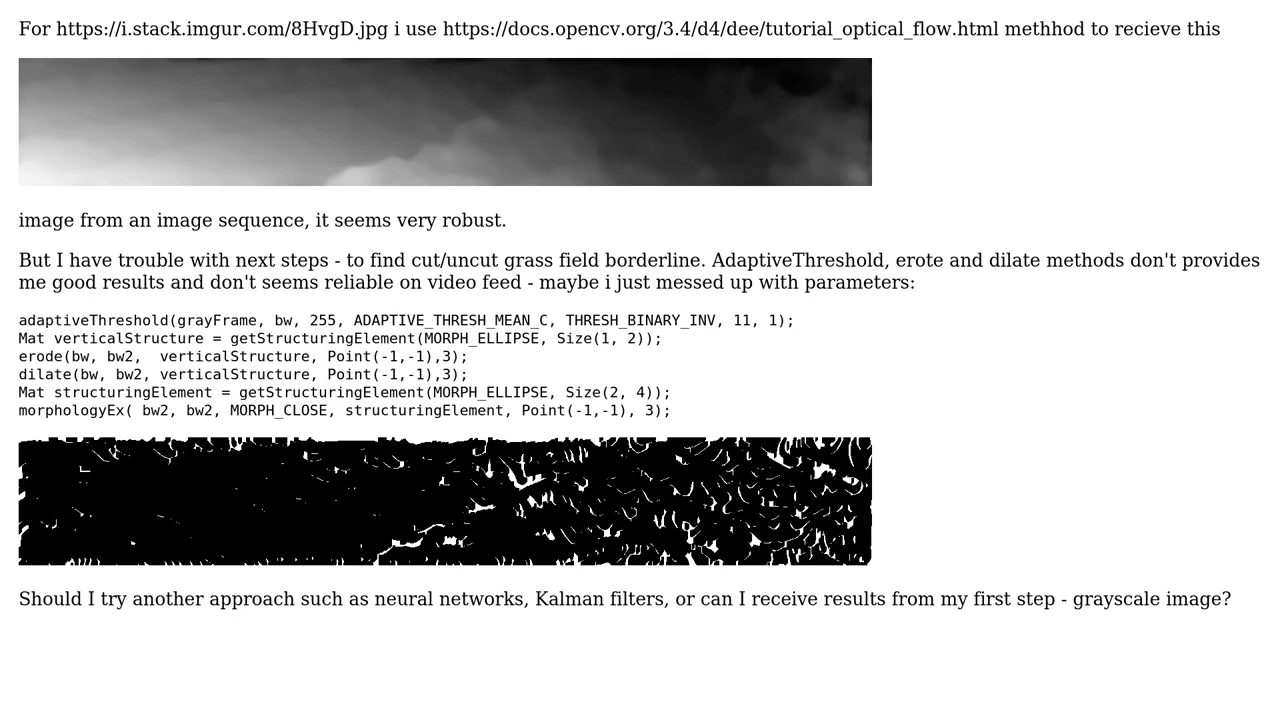 For https://i.stack.imgur.com/8HvgD.jpg i use https://docs.opencv.org/3.4/d4/dee/tutorial_optical_flow.html methhod to recieve this
image from an image sequence, it seems very robust.
But I have trouble with next steps - to find cut/uncut grass field borderline. AdaptiveThreshold, erote and dilate methods don't provides
me good results and don't seems reliable on video feed - maybe i just messed up with parameters:
adaptiveThreshold(grayFrame, bw, 255, ADAPTIVE_THRESH_MEAN_C, THRESH_BINARY_INV, 11, 1);
Mat verticalStructure = getStructuringElement(MORPH_ELLIPSE, Size(1, 2));
erode(bw, bw2,  verticalStructure, Point(-1,-1),3);
dilate(bw, bw2, verticalStructure, Point(-1,-1),3);
Mat structuringElement = getStructuringElement(MORPH_ELLIPSE, Size(2, 4));
morphologyEx( bw2, bw2, MORPH_CLOSE, structuringElement, Point(-1,-1), 3);
Should I try another approach such as neural networks, Kalman filters, or can I receive results from my first step - grayscale image?